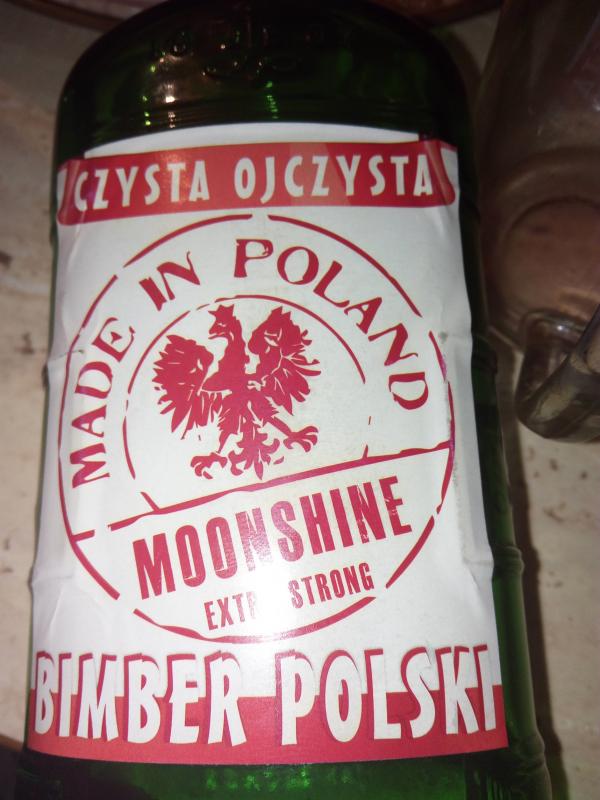 CZYSTA OJCZYSTA
MADE IN POLAND
MOONSHINE
EXTRA STRONG
BIMBER POLSKI